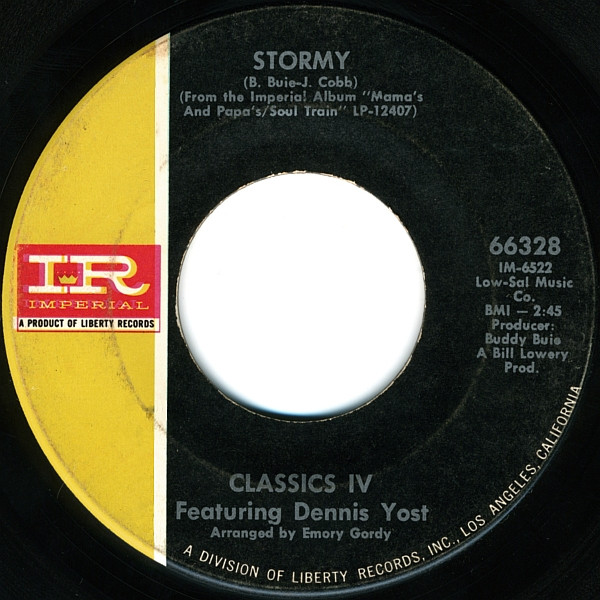 STORMY
(B. Buie-J. Cobb)
(From the Imperial Album "Mama's
And Papa's/Soul Train" LP-12407)
IR
IMPERIAL
A PRODUCT OF LIBERTY RECORDS
66328
IM-6522
Low-Sal Music
Co.
BMI — 2:45
Producer:
Buddy Buie
A Bill Lowery
Prod.
CLASSICS IV
Featuring Dennis Yost
Arranged by Emory Gordy
A DIVISION OF LIBERTY RECORDS, INC., LOS ANGELES, CALIFORNIA